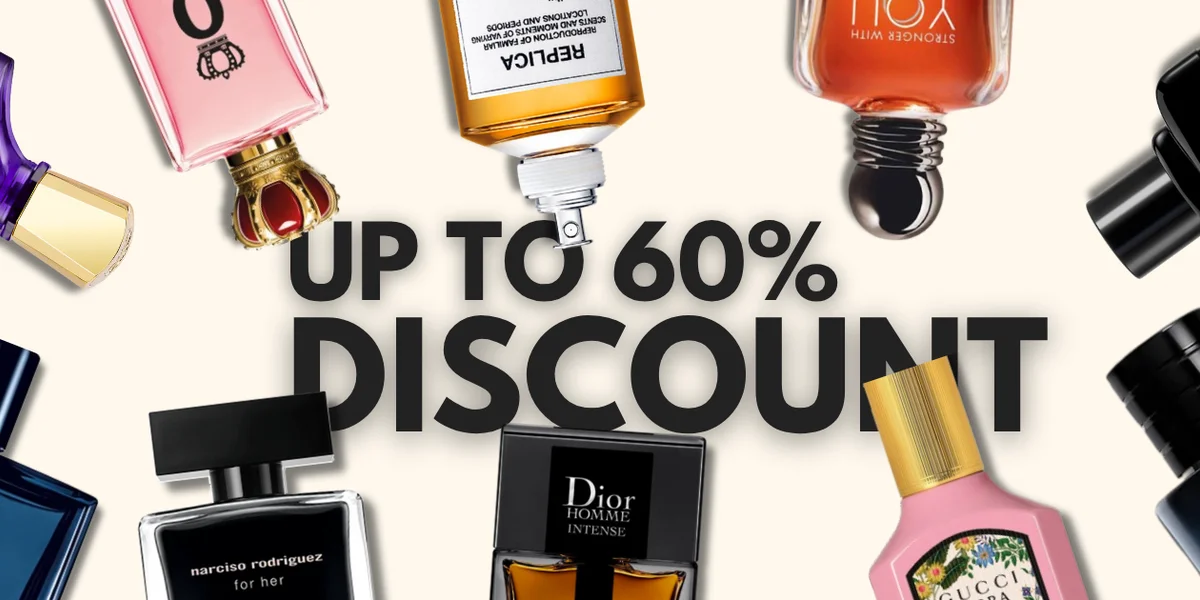 REPLICA
REPRODUCTION OF FAMILIAR
SCENTS AND MOMENTS OF VARYING
LOCATIONS AND PERIODS
STRONGER WITH
YOU
UP TO 60%
DISCOUNT
narciso rodriguez
for her
Dior
HOMME
INTENSE
GUCCI